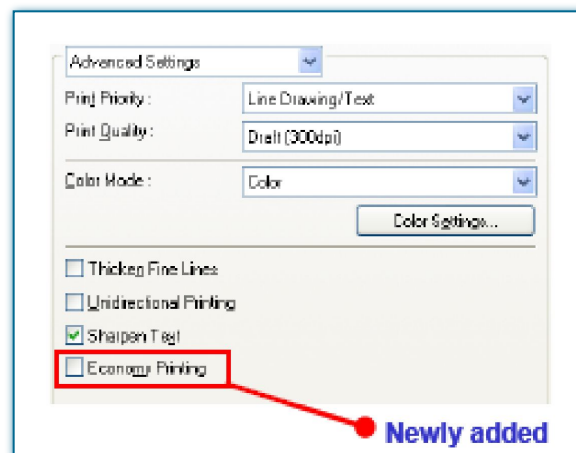 Advanced Settings
Print Priority :
Line Drawing/Text
Print Quality :
Draft (300dpi)
Color Mode :
Color
Color Settings...
Thicken Fine Lines
Unidirectional Printing
Sharpen Text
Economy Printing
Newly added